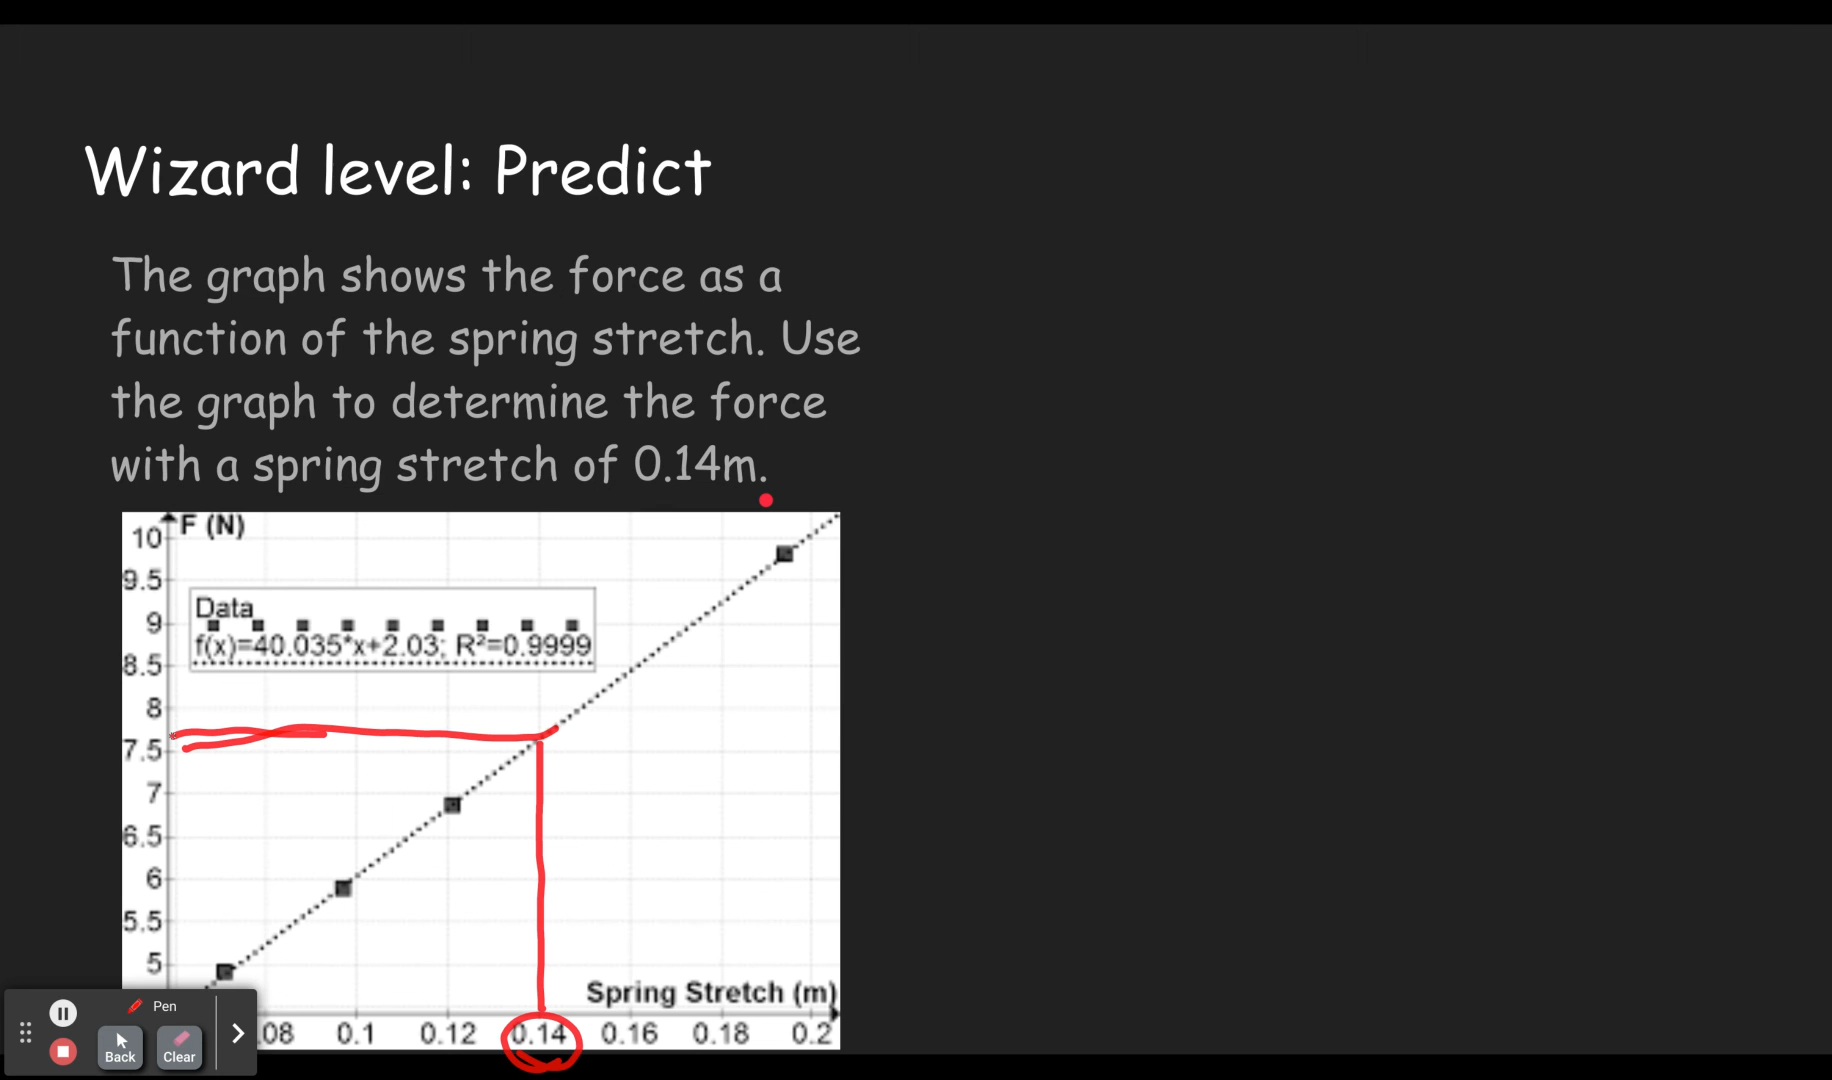 Wizard level: Predict
The graph shows the force as a
function of the spring stretch. Use
the graph to determine the force
with a spring stretch of 0.14m.
F (N)
10
9.5
Data
9
f(x)=40.035*x+2.03; R²=0.9999
8.5
8
7.5
7
6.5
6
5.5
5
Spring Stretch (m)
.08 0.1 0.12 0.14 0.16 0.18 0.2
Pen
Back Clear